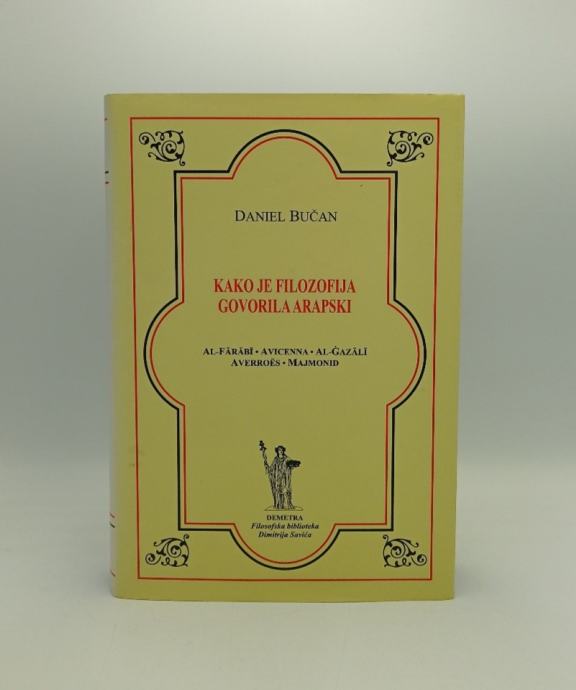 DANIEL BUČAN
KAKO JE FILOZOFIJA
GOVORILA ARAPSKI
AL-FĀRĀBĪ • AVICENNA • AL-ĠAZĀLĪ
AVERROËS • MAJMONID
DEMETRA
Filosofska biblioteka
Dimitrija Savića